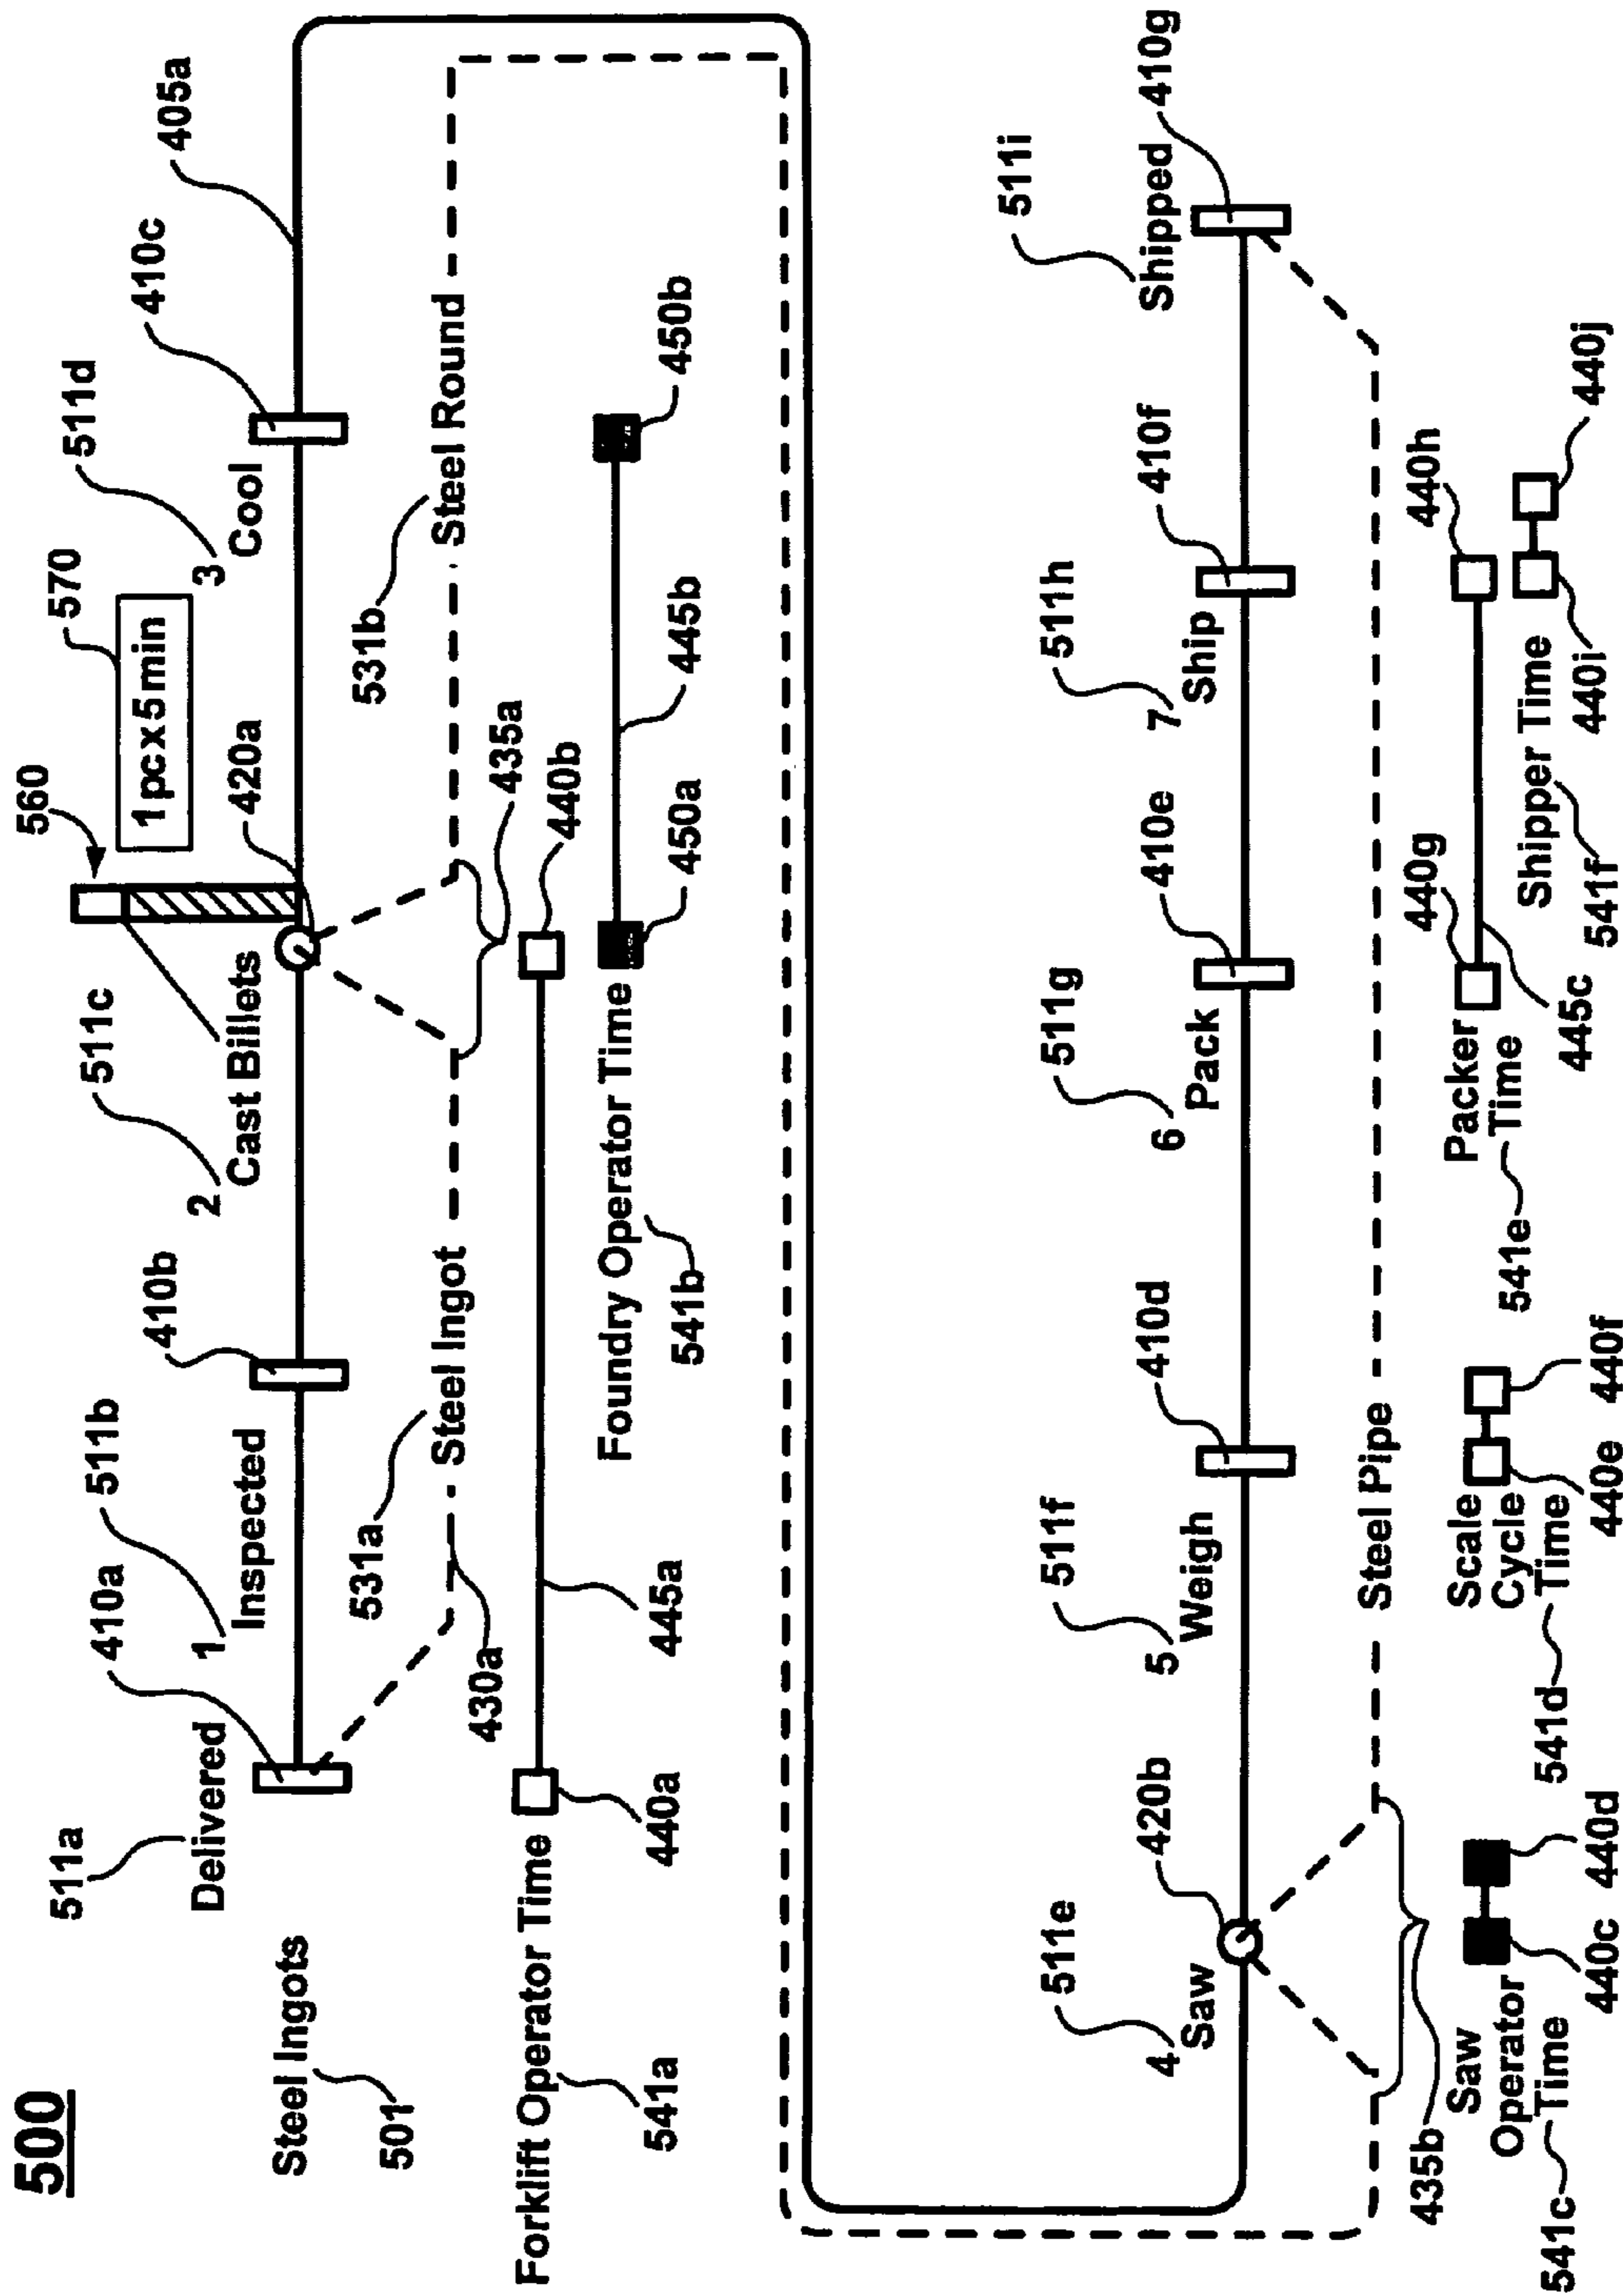 500
511a
410a
511b
410b
511c
560
570
511d
410c
405a
1 pc x 5 min
420a
Delivered
1
Inspected
2
Cast Billets
3
Cool
Steel Ingots
501
531a
531b
430a
Steel Ingot
435a
Steel Round
Forklift Operator Time
541a
440a
445a
440b
Foundry Operator Time
541b
450a
445b
450b
511e
420b
511f
410d
511g
410e
511h
410f
511i
410g
4
Saw
5
Weigh
6
Pack
7
Ship
Shipped
435b
Steel Pipe
Saw
Operator
Time
541c
440c
440d
Scale
Cycle
Time
541d
440e
440f
Packer
Time
541e
440g
445c
440h
Shipper Time
541f
440i
440j